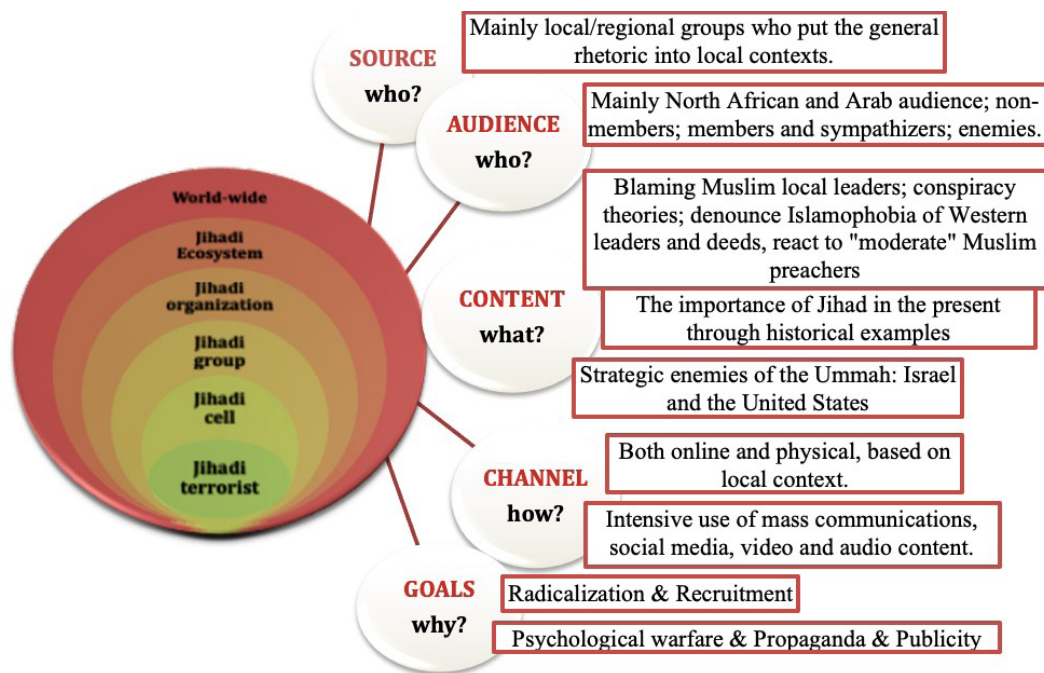 SOURCE
who?
Mainly local/regional groups who put the general
rhetoric into local contexts.
AUDIENCE
who?
Mainly North African and Arab audience; non-
members; members and sympathizers; enemies.
World-wide
Jihadi
Ecosystem
Jihadi
organization
Jihadi
group
Jihadi
cell
Jihadi
terrorist
CONTENT
what?
Blaming Muslim local leaders; conspiracy
theories; denounce Islamophobia of Western
leaders and deeds, react to "moderate" Muslim
preachers
The importance of Jihad in the present
through historical examples
Strategic enemies of the Ummah: Israel
and the United States
CHANNEL
how?
Both online and physical, based on
local context.
Intensive use of mass communications,
social media, video and audio content.
GOALS
why?
Radicalization & Recruitment
Psychological warfare & Propaganda & Publicity